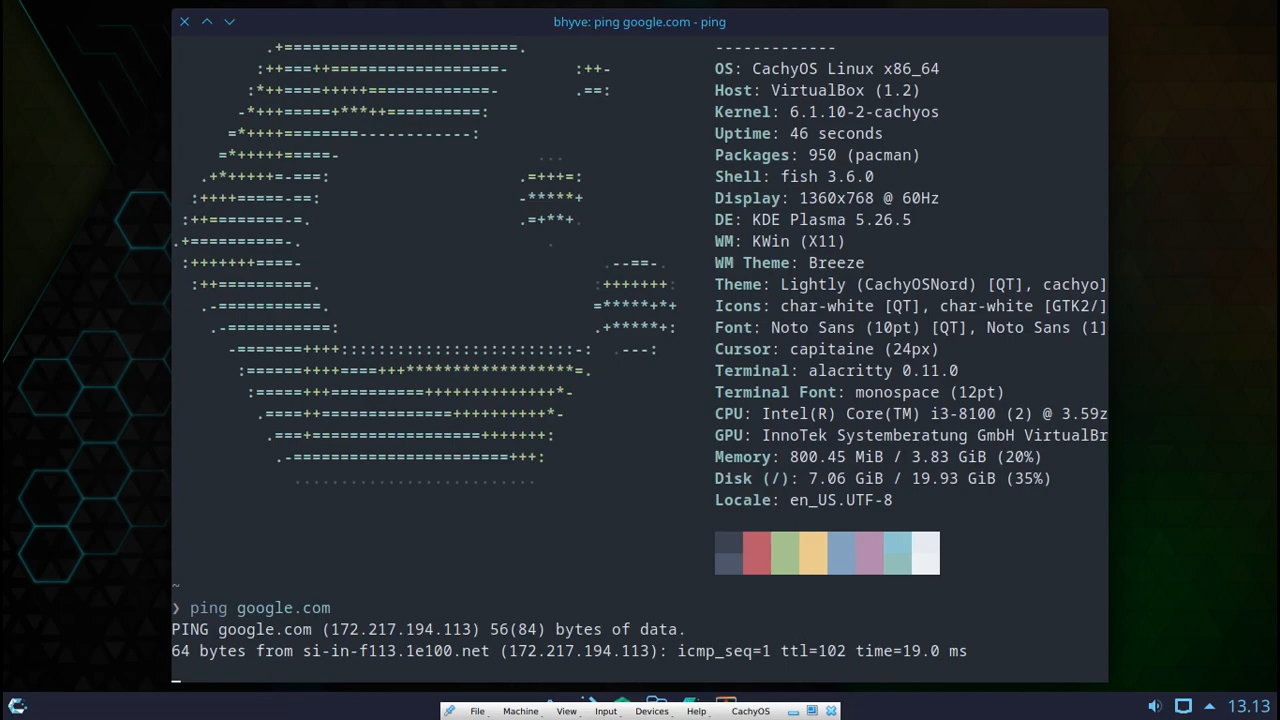 bhyve: ping google.com - ping
-------------
OS: CachyOS Linux x86_64
Host: VirtualBox (1.2)
Kernel: 6.1.10-2-cachyos
Uptime: 46 seconds
Packages: 950 (pacman)
Shell: fish 3.6.0
Display: 1360x768 @ 60Hz
DE: KDE Plasma 5.26.5
WM: KWin (X11)
WM Theme: Breeze
Theme: Lightly (CachyOSNord) [QT], cachyo]
Icons: char-white [QT], char-white [GTK2/]
Font: Noto Sans (10pt) [QT], Noto Sans (1]
Cursor: capitaine (24px)
Terminal: alacritty 0.11.0
Terminal Font: monospace (12pt)
CPU: Intel(R) Core(TM) i3-8100 (2) @ 3.59z
GPU: InnoTek Systemberatung GmbH VirtualBr
Memory: 800.45 MiB / 3.83 GiB (20%)
Disk (/): 7.06 GiB / 19.93 GiB (35%)
Locale: en_US.UTF-8
~
❯ ping google.com
PING google.com (172.217.194.113) 56(84) bytes of data.
64 bytes from si-in-f113.1e100.net (172.217.194.113): icmp_seq=1 ttl=102 time=19.0 ms
File Machine View Input Devices Help CachyOS
13.13